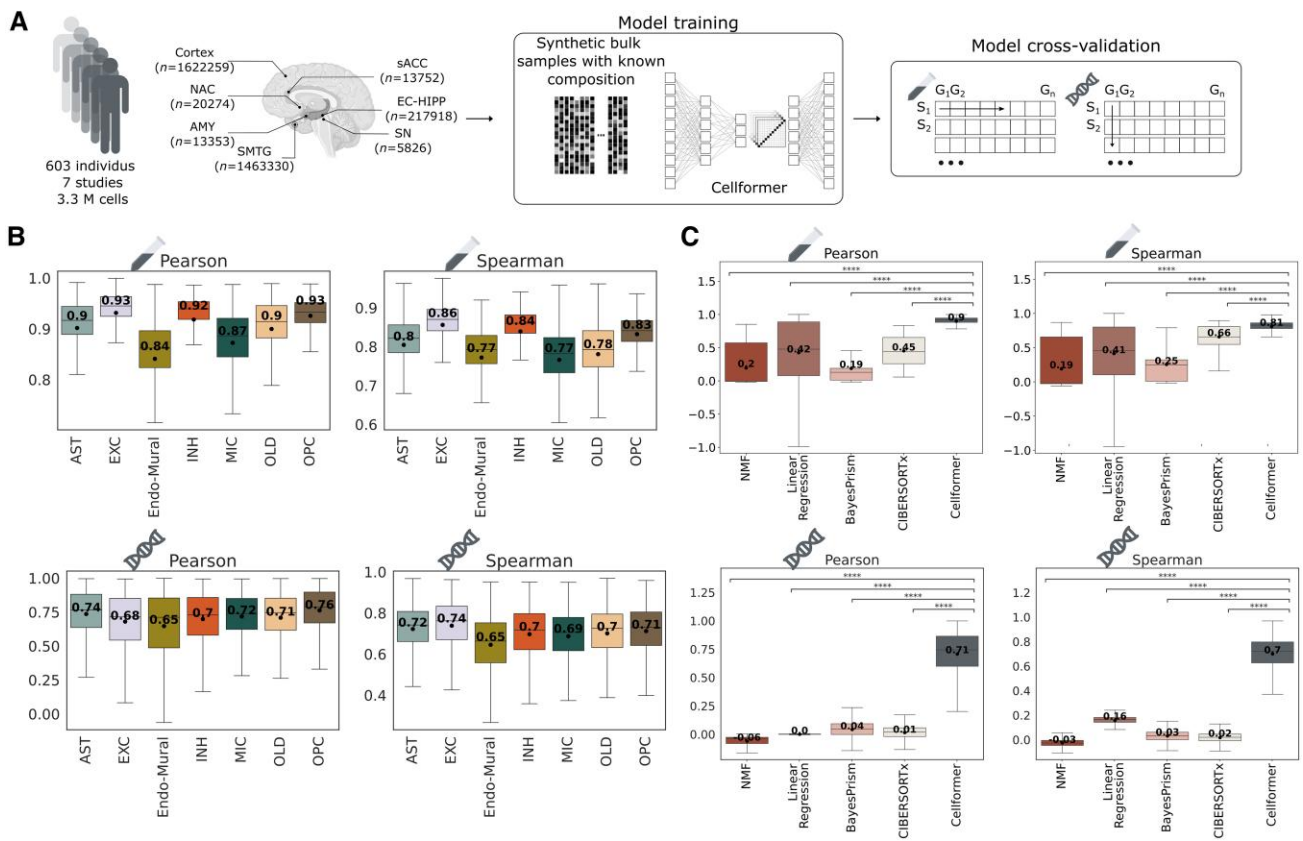 A
603 individus
7 studies
3.3 M cells
Cortex
(n=1622259)
NAC
(n=20274)
AMY
(n=13353)
SMTG
(n=1463330)
sACC
(n=13752)
EC-HIPP
(n=217918)
SN
(n=5826)
Model training
Synthetic bulk
samples with known
composition
...
Cellformer
Model cross-validation
G1G2 Gn
S1
S2
G1G2 Gn
S1
S2
B
Pearson
1.0
0.9
0.8
0.9
0.93
0.84
0.92
0.87
0.9
0.93
AST
EXC
Endo-Mural
INH
MIC
OLD
OPC
Spearman
0.9
0.8
0.7
0.6
0.8
0.86
0.77
0.84
0.77
0.78
0.83
AST
EXC
Endo-Mural
INH
MIC
OLD
OPC
Pearson
1.00
0.75
0.50
0.25
0.00
0.74
0.68
0.65
0.7
0.72
0.71
0.76
AST
EXC
Endo-Mural
INH
MIC
OLD
OPC
Spearman
1.0
0.8
0.6
0.4
0.72
0.74
0.65
0.7
0.69
0.7
0.71
AST
EXC
Endo-Mural
INH
MIC
OLD
OPC
C
Pearson
1.5
1.0
0.5
0.0
−0.5
−1.0
****
****
****
****
0.2
0.42
0.19
0.45
0.9
NMF
Linear
Regression
BayesPrism
CIBERSORTx
Cellformer
Spearman
1.5
1.0
0.5
0.0
−0.5
−1.0
****
****
****
****
0.19
0.41
0.25
0.66
0.81
NMF
Linear
Regression
BayesPrism
CIBERSORTx
Cellformer
Pearson
1.25
1.00
0.75
0.50
0.25
0.00
****
****
****
****
-0.06
0.0
0.04
0.01
0.71
NMF
Linear
Regression
BayesPrism
CIBERSORTx
Cellformer
Spearman
1.2
1.0
0.8
0.6
0.4
0.2
0.0
****
****
****
****
-0.03
0.16
0.03
0.02
0.7
NMF
Linear
Regression
BayesPrism
CIBERSORTx
Cellformer